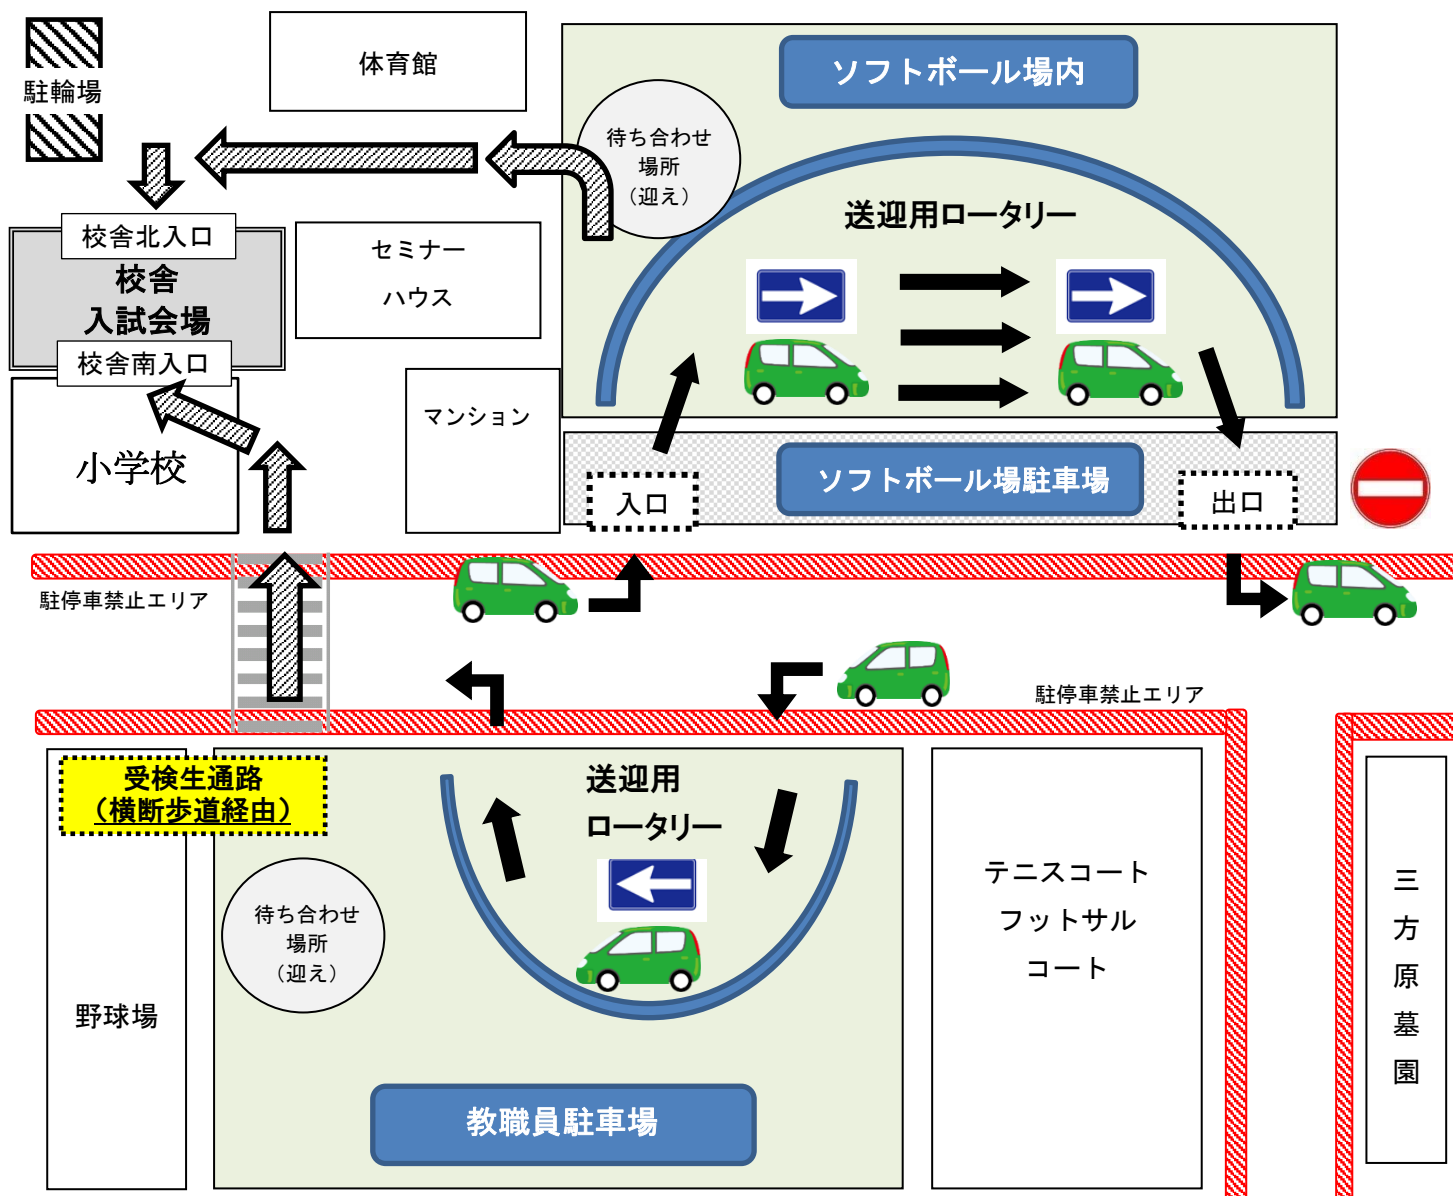 駐輪場
体育館
ソフトボール場内
待ち合わせ
場所
（迎え）
送迎用ロータリー
校舎北入口
校舎
入試会場
校舎南入口
セミナー
ハウス
マンション
小学校
入口
ソフトボール場駐車場
出口
駐停車禁止エリア
駐停車禁止エリア
受検生通路
（横断歩道経由）
送迎用
ロータリー
待ち合わせ
場所
（迎え）
野球場
教職員駐車場
テニスコート
フットサル
コート
三方原墓園